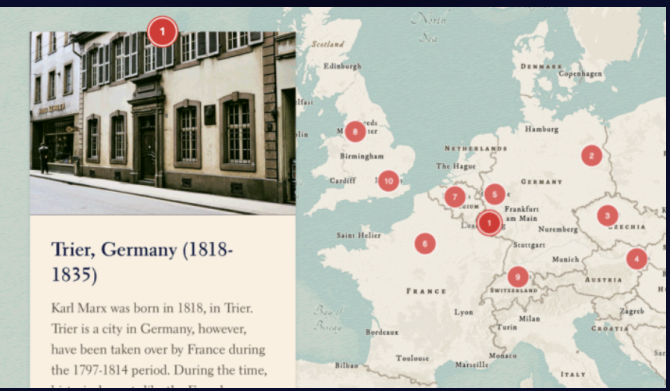 1
Trier, Germany (1818-
1835)
Karl Marx was born in 1818, in Trier.
Trier is a city in Germany, however,
have been taken over by France during
the 1797-1814 period. During the time,
North
Sea
Scotland
Edinburgh
DENMARK
Copenhagen
Hamburg
8
2
Birmingham
NETHERLANDS
The Hague
Cardiff
10
GERMANY
7
5
Frankfurt
am Main
1
3
Nuremberg
Saint Helier
6
Stuttgart
Munich
4
9
AUSTRIA
SWITZERLAND
FRANCE
Lyon
Milan
Zagreb
Turin
CROATIA
Bay of
Biscay
Bordeaux
Toulouse
Monaco
Marseille
Bilbao
ITALY